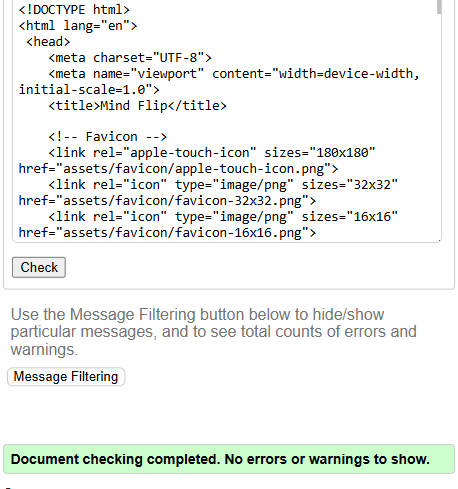 <!DOCTYPE html>
<html lang="en">
<head>
<meta charset="UTF-8">
<meta name="viewport" content="width=device-width,
initial-scale=1.0">
<title>Mind Flip</title>
<!-- Favicon -->
<link rel="apple-touch-icon" sizes="180x180"
href="assets/favicon/apple-touch-icon.png">
<link rel="icon" type="image/png" sizes="32x32"
href="assets/favicon/favicon-32x32.png">
<link rel="icon" type="image/png" sizes="16x16"
href="assets/favicon/favicon-16x16.png">
Check
Use the Message Filtering button below to hide/show
particular messages, and to see total counts of errors and
warnings.
Message Filtering
Document checking completed. No errors or warnings to show.